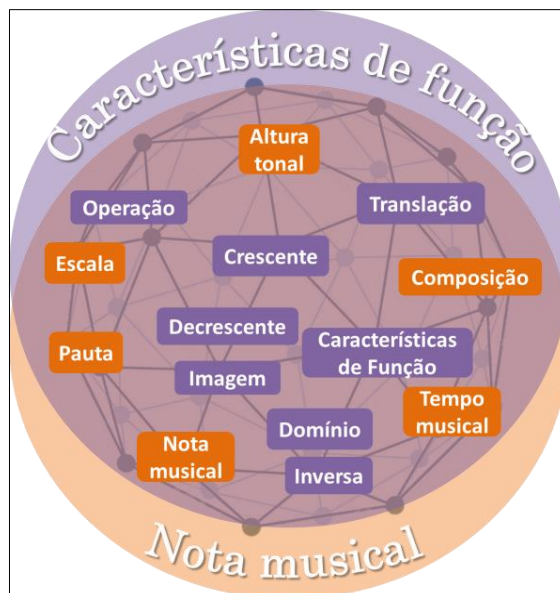 Características de função
Altura
tonal
Operação
Translação
Escala
Crescente
Composição
Decrescente
Características
de Função
Pauta
Imagem
Tempo
musical
Domínio
Nota
musical
Inversa
Nota musical